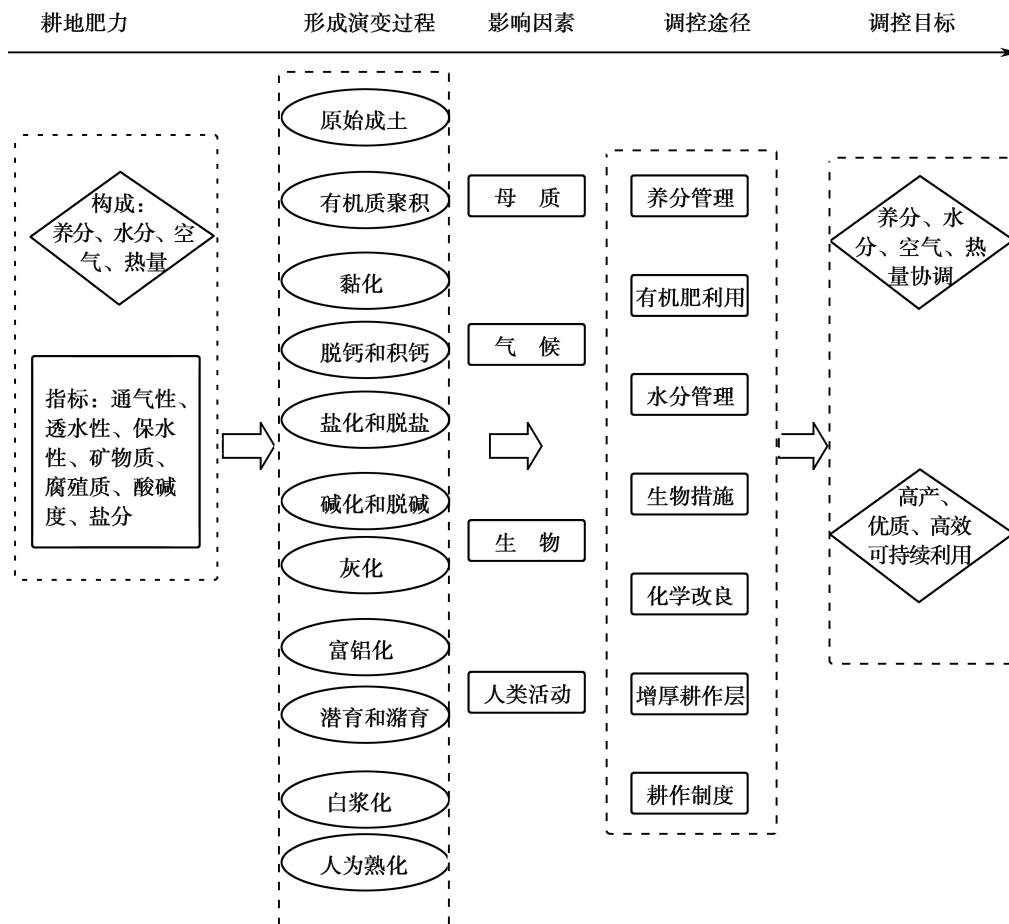 耕地肥力
形成演变过程
影响因素
调控途径
调控目标
构成：
养分、水分、空
气、热量
指标：通气性、
透水性、保水
性、矿物质、
腐殖质、酸碱
度、盐分
原始成土
有机质聚积
黏化
脱钙和积钙
盐化和脱盐
碱化和脱碱
灰化
富铝化
潜育和潴育
白浆化
人为熟化
母 质
气 候
生 物
人类活动
养分管理
有机肥利用
水分管理
生物措施
化学改良
增厚耕作层
耕作制度
养分、水
分、空气、热
量协调
高产、
优质、高效
可持续利用